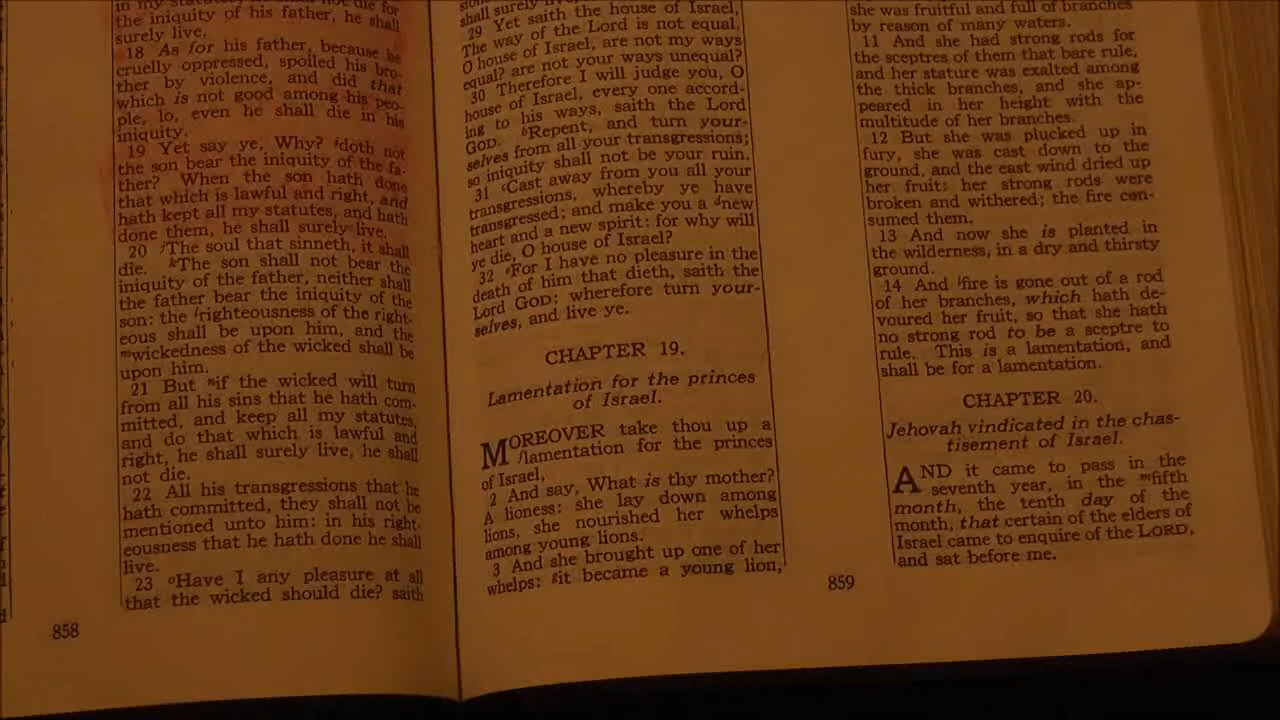 in my statutes, not die for
the iniquity of his father, he shall
surely live.
18 As for his father, because he
cruelly oppressed, spoiled his bro-
ther by violence, and did that
which is not good among his peo-
ple, lo, even he shall die in his
iniquity.
19 Yet say ye, Why? ⁱdoth not
the son bear the iniquity of the fa-
ther? When the son hath done
that which is lawful and right, and
hath kept all my statutes, and hath
done them, he shall surely live.
20 ʲThe soul that sinneth, it shall
die. ᵏThe son shall not bear the
iniquity of the father, neither shall
the father bear the iniquity of the
son: the ˡrighteousness of the right-
eous shall be upon him, and the
ᵐwickedness of the wicked shall be
upon him.
21 But ⁿif the wicked will turn
from all his sins that he hath com-
mitted, and keep all my statutes,
and do that which is lawful and
right, he shall surely live, he shall
not die.
22 All his transgressions that he
hath committed, they shall not be
mentioned unto him: in his right-
eousness that he hath done he shall
live.
23 ᵒHave I any pleasure at all
that the wicked should die? saith
858
shall surely live,
29 Yet saith the house of Israel,
The way of the Lord is not equal.
O house of Israel, are not my ways
equal? are not your ways unequal?
30 Therefore I will judge you, O
house of Israel, every one accord-
ing to his ways, saith the Lord
GOD. ᵇRepent, and turn your-
selves from all your transgressions;
so iniquity shall not be your ruin.
31 ᶜCast away from you all your
transgressions, whereby ye have
transgressed; and make you a ᵈnew
heart and a new spirit: for why will
ye die, O house of Israel?
32 ᵉFor I have no pleasure in the
death of him that dieth, saith the
Lord GOD: wherefore turn your-
selves, and live ye.
CHAPTER 19.
Lamentation for the princes
of Israel.
MOREOVER take thou up a
ᶠlamentation for the princes
of Israel,
2 And say, What is thy mother?
A lioness: she lay down among
lions, she nourished her whelps
among young lions.
3 And she brought up one of her
whelps: ᵍit became a young lion,
she was fruitful and full of branches
by reason of many waters.
11 And she had strong rods for
the sceptres of them that bare rule,
and her stature was exalted among
the thick branches, and she ap-
peared in her height with the
multitude of her branches.
12 But she was plucked up in
fury, she was cast down to the
ground, and the east wind dried up
her fruit: her strong rods were
broken and withered; the fire con-
sumed them.
13 And now she is planted in
the wilderness, in a dry and thirsty
ground.
14 And ˡfire is gone out of a rod
of her branches, which hath de-
voured her fruit, so that she hath
no strong rod to be a sceptre to
rule. This is a lamentation, and
shall be for a lamentation.
CHAPTER 20.
Jehovah vindicated in the chas-
tisement of Israel.
AND it came to pass in the
seventh year, in the ᵐfifth
month, the tenth day of the
month, that certain of the elders of
Israel came to enquire of the LORD,
and sat before me.
859